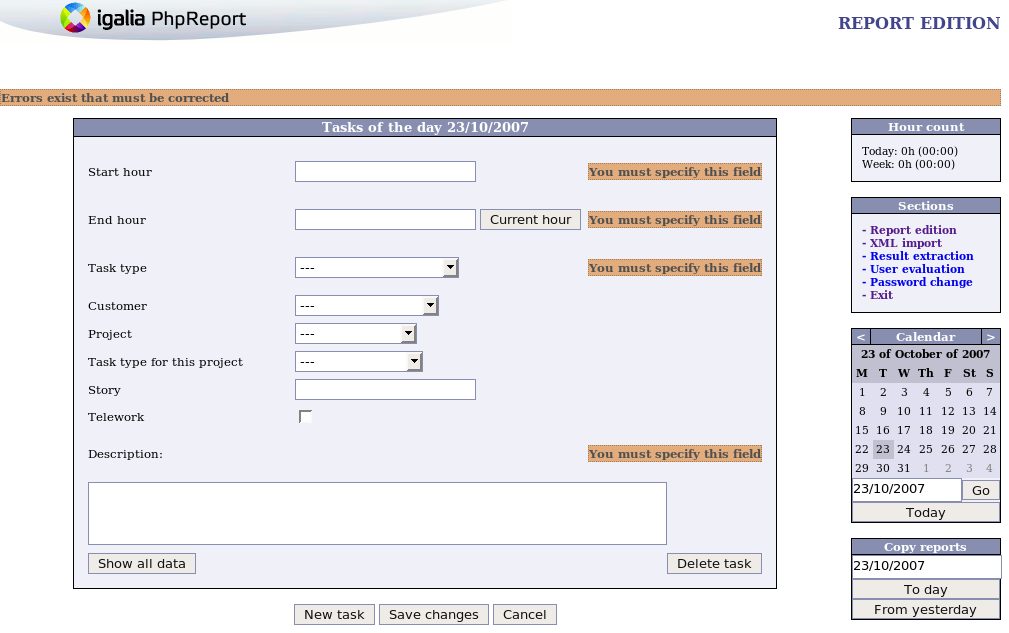 igalia PhpReport
REPORT EDITION
Errors exist that must be corrected
Tasks of the day 23/10/2007
Start hour
You must specify this field
End hour
Current hour
You must specify this field
Task type
---
You must specify this field
Customer
---
Project
---
Task type for this project
---
Story
Telework
Description:
You must specify this field
Show all data
Delete task
New task
Save changes
Cancel
Hour count
Today: 0h (00:00)
Week: 0h (00:00)
Sections
- Report edition
- XML import
- Result extraction
- User evaluation
- Password change
- Exit
< Calendar >
23 of October of 2007
M T W Th F St S
1 2 3 4 5 6 7
8 9 10 11 12 13 14
15 16 17 18 19 20 21
22 23 24 25 26 27 28
29 30 31 1 2 3 4
23/10/2007 Go
Today
Copy reports
23/10/2007
To day
From yesterday